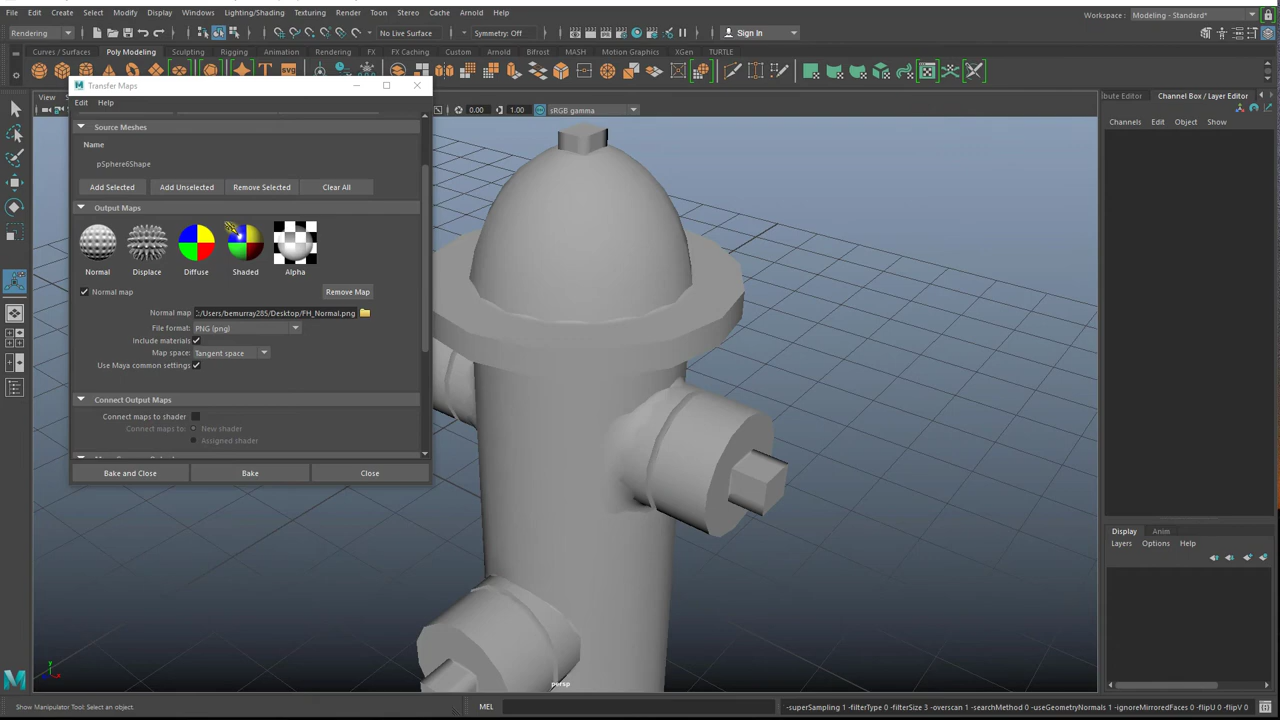 File Edit Create Select Modify Display Windows Lighting/Shading Texturing Render Toon Stereo Cache Arnold Help
Workspace : Modeling - Standard*
Rendering
No Live Surface
Symmetry: Off
Sign In
Curves / Surfaces Poly Modeling Sculpting Rigging Animation Rendering FX FX Caching Custom Arnold Bifrost MASH Motion Graphics XGen TURTLE
Transfer Maps
Edit Help
View
0.00
1.00
sRGB gamma
bute Editor
Channel Box / Layer Editor
Channels Edit Object Show
Source Meshes
Name
pSphere6Shape
Add Selected
Add Unselected
Remove Selected
Clear All
Output Maps
Normal Displace Diffuse Shaded Alpha
Normal map
Remove Map
Normal map :/Users/bemurray285/Desktop/FH_Normal.png
File format: PNG (png)
Include materials
Map space: Tangent space
Use Maya common settings
Connect Output Maps
Connect maps to shader
Connect maps to: New shader
Assigned shader
Bake and Close
Bake
Close
Display Anim
Layers Options Help
persp
Show Manipulator Tool: Select an object.
MEL
-superSampling 1 -filterType 0 -filterSize 3 -overscan 1 -searchMethod 0 -useGeometryNormals 1 -ignoreMirroredFaces 0 -flipU 0 -flipV 0